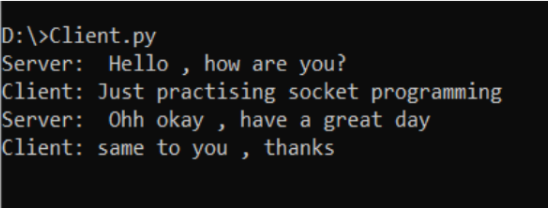 D:\>Client.py
Server:  Hello , how are you?
Client: Just practising socket programming
Server:  Ohh okay , have a great day
Client: same to you , thanks